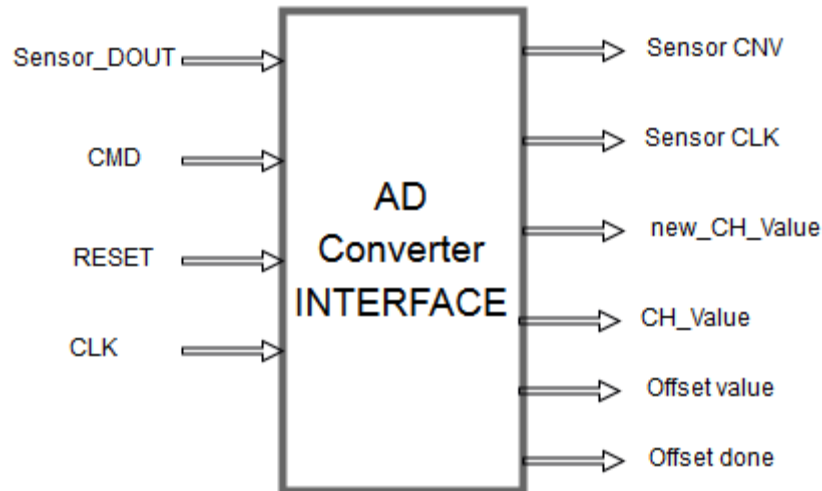 Sensor_DOUT
CMD
RESET
CLK
AD
Converter
INTERFACE
Sensor CNV
Sensor CLK
new_CH_Value
CH_Value
Offset value
Offset done